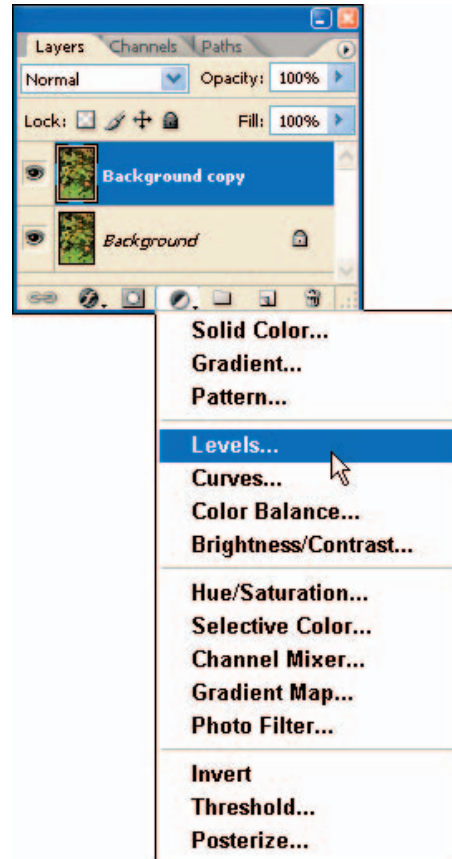 Layers Channels Paths
Normal Opacity: 100%
Lock: Fill: 100%
Background copy
Background
Solid Color...
Gradient...
Pattern...
Levels...
Curves...
Color Balance...
Brightness/Contrast...
Hue/Saturation...
Selective Color...
Channel Mixer...
Gradient Map...
Photo Filter...
Invert
Threshold...
Posterize...